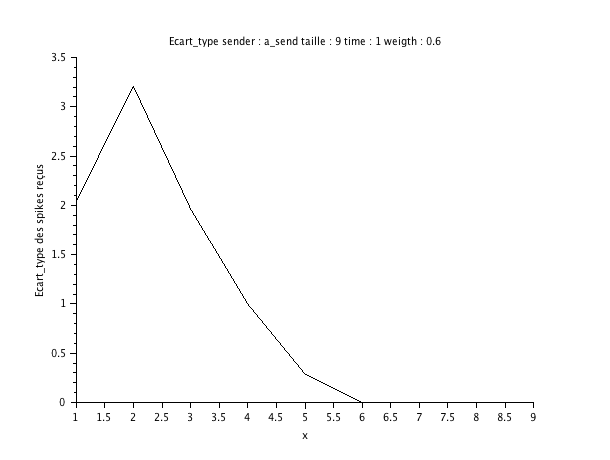 Ecart_type sender : a_send taille : 9 time : 1 weigth : 0.6
3.5
3
2.5
2
1.5
1
0.5
0
Ecart_type des spikes reçus
1 1.5 2 2.5 3 3.5 4 4.5 5 5.5 6 6.5 7 7.5 8 8.5 9
x